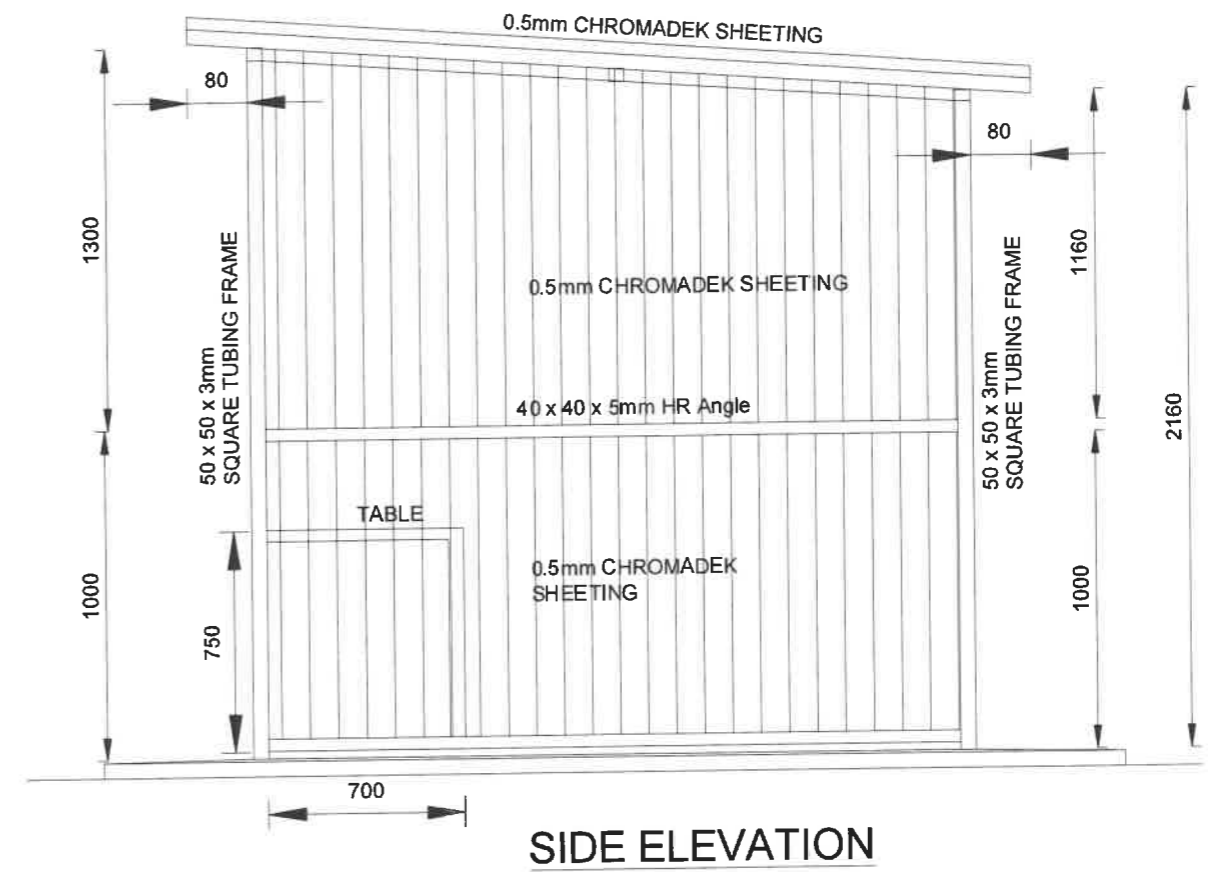 0.5mm CHROMADEK SHEETING
80
80
1300
1160
50 x 50 x 3mm
SQUARE TUBING FRAME
0.5mm CHROMADEK SHEETING
50 x 50 x 3mm
SQUARE TUBING FRAME
2160
40 x 40 x 5mm HR Angle
TABLE
0.5mm CHROMADEK
SHEETING
1000
750
1000
700
SIDE ELEVATION